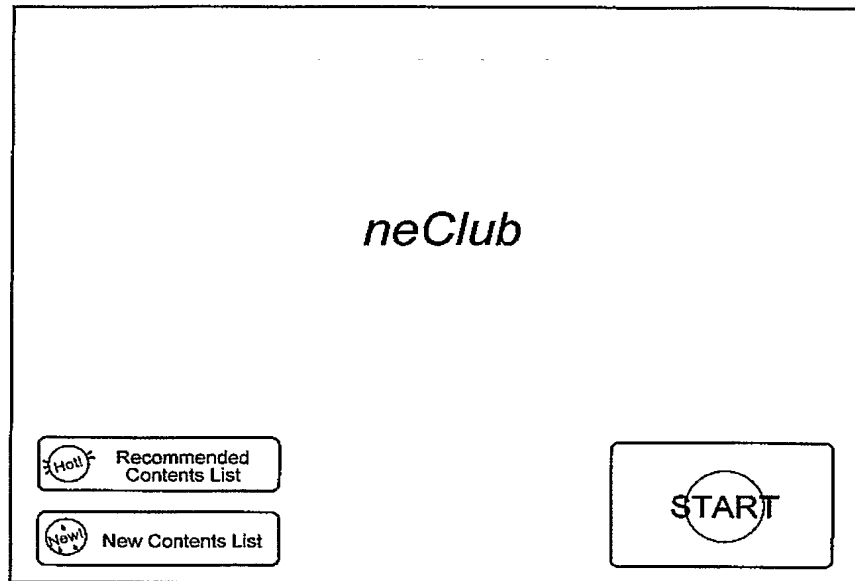 neClub
Hot!
Recommended
Contents List
New!
New Contents List
START